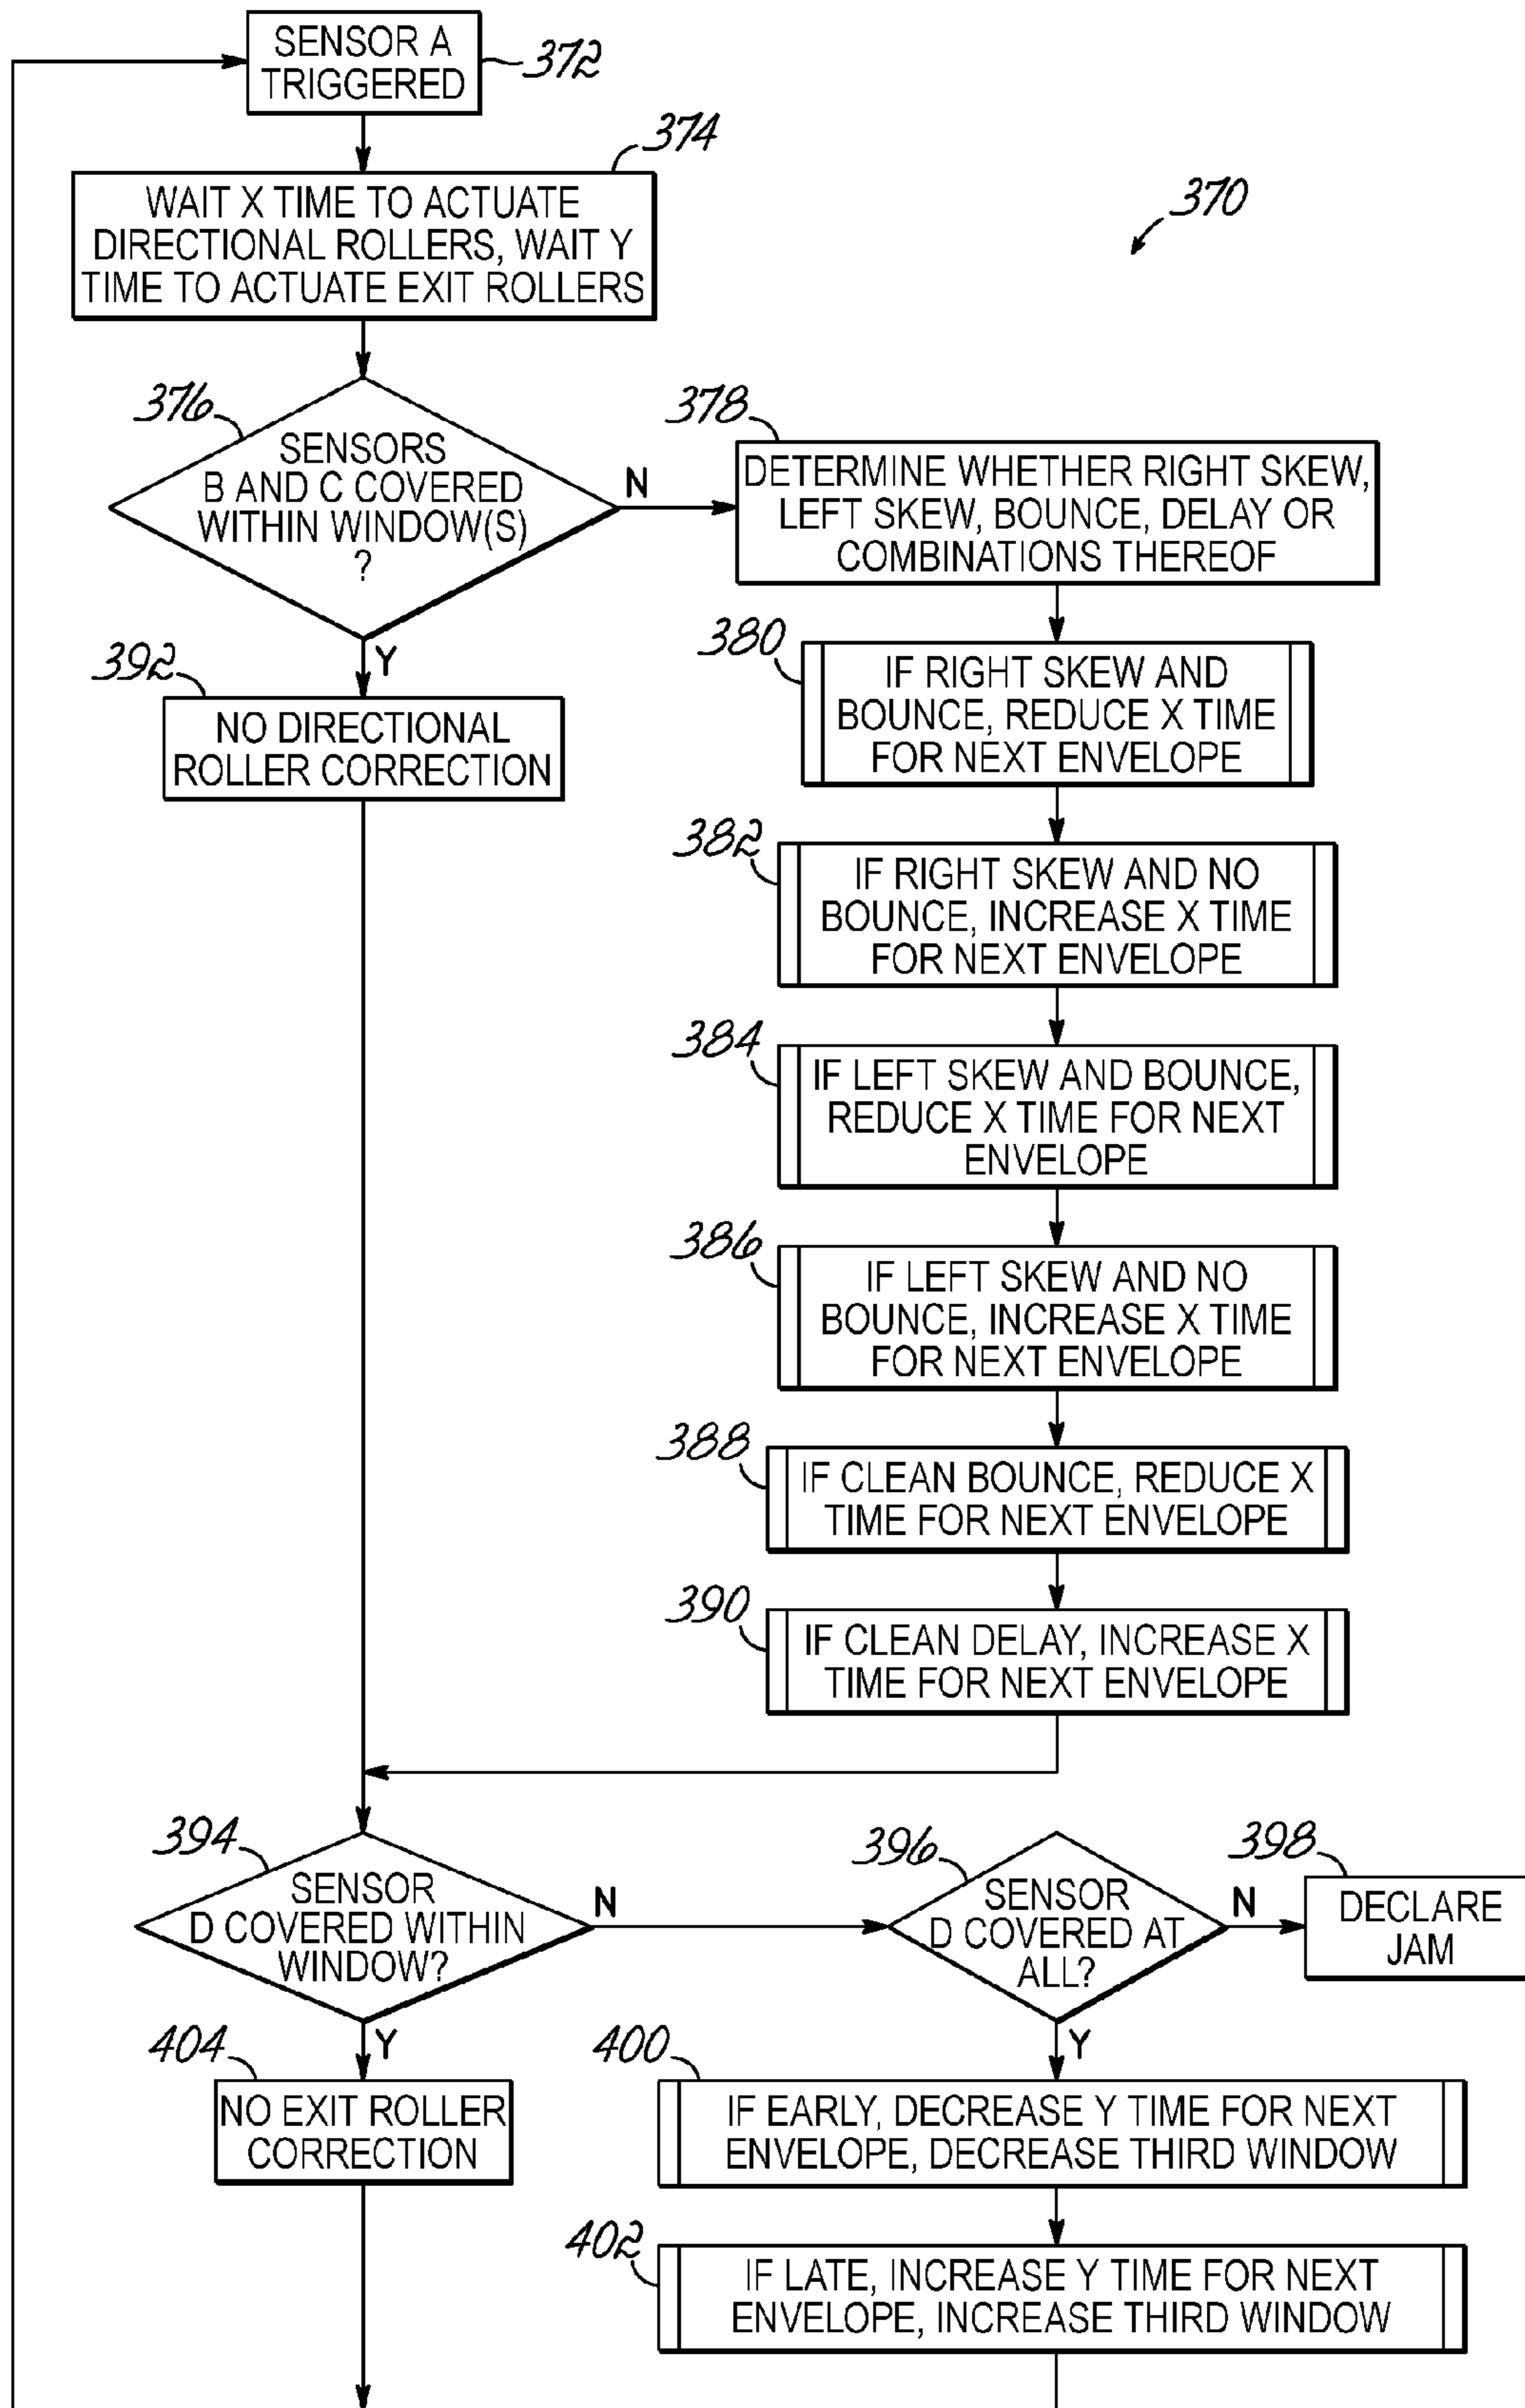 SENSOR A
TRIGGERED
372
374
WAIT X TIME TO ACTUATE
DIRECTIONAL ROLLERS, WAIT Y
TIME TO ACTUATE EXIT ROLLERS
370
376
SENSORS
B AND C COVERED
WITHIN WINDOW(S)
?
N
378
DETERMINE WHETHER RIGHT SKEW,
LEFT SKEW, BOUNCE, DELAY OR
COMBINATIONS THEREOF
Y
392
NO DIRECTIONAL
ROLLER CORRECTION
380
IF RIGHT SKEW AND
BOUNCE, REDUCE X TIME
FOR NEXT ENVELOPE
382
IF RIGHT SKEW AND NO
BOUNCE, INCREASE X TIME
FOR NEXT ENVELOPE
384
IF LEFT SKEW AND BOUNCE,
REDUCE X TIME FOR NEXT
ENVELOPE
386
IF LEFT SKEW AND NO
BOUNCE, INCREASE X TIME
FOR NEXT ENVELOPE
388
IF CLEAN BOUNCE, REDUCE X
TIME FOR NEXT ENVELOPE
390
IF CLEAN DELAY, INCREASE X
TIME FOR NEXT ENVELOPE
394
SENSOR
D COVERED WITHIN
WINDOW?
N
396
SENSOR
D COVERED AT
ALL?
N
398
DECLARE
JAM
Y
404
NO EXIT ROLLER
CORRECTION
Y
400
IF EARLY, DECREASE Y TIME FOR NEXT
ENVELOPE, DECREASE THIRD WINDOW
402
IF LATE, INCREASE Y TIME FOR NEXT
ENVELOPE, INCREASE THIRD WINDOW